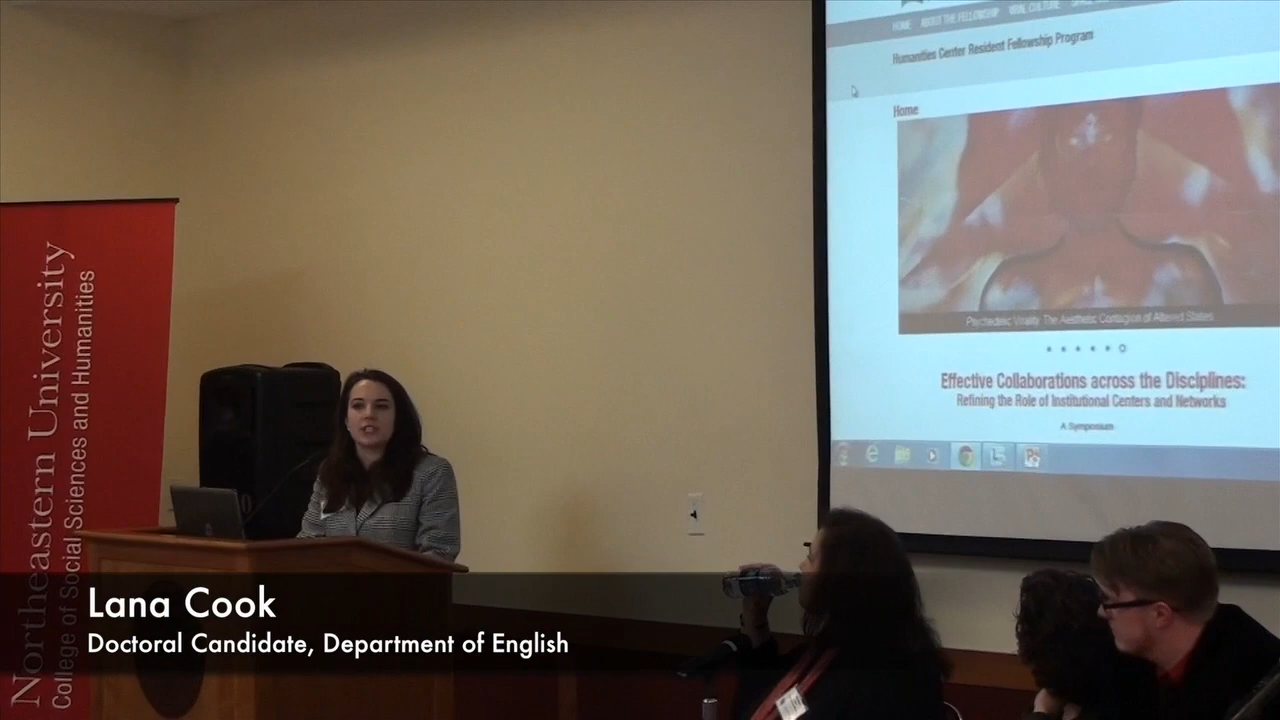 HOME ABOUT THE FELLOWSHIP VIRAL CULTURE
Humanities Center Resident Fellowship Program
Home
Psychedelic Virality: The Aesthetic Contagion of Altered States
Effective Collaborations across the Disciplines:
Refining the Role of Institutional Centers and Networks
A Symposium
Northeastern University
College of Social Sciences and Humanities
Lana Cook
Doctoral Candidate, Department of English